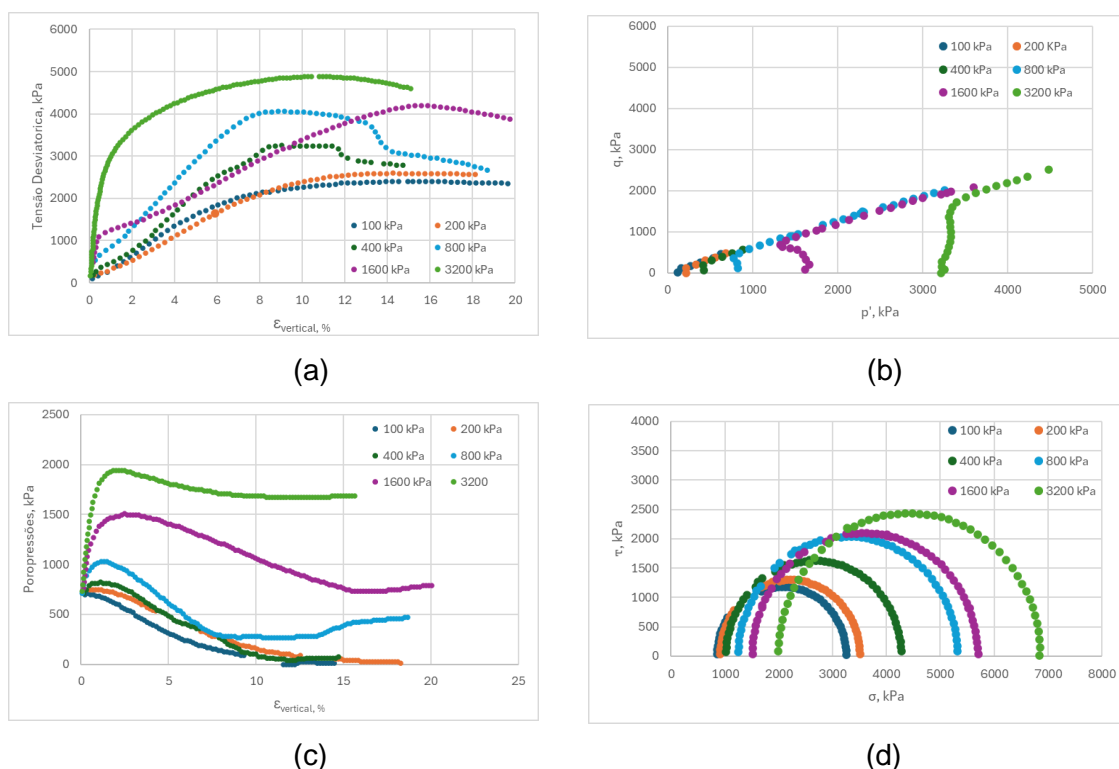 6000
5000
4000
3000
2000
1000
0
Tensão Desviatorica, kPa
100 kPa 200 kPa
400 kPa 800 kPa
1600 kPa 3200 kPa
0 2 4 6 8 10 12 14 16 18 20
εvertical, %
(a)
6000
5000
4000
3000
2000
1000
0
q, kPa
100 kPa 200 KPa
400 kPa 800 kPa
1600 kPa 3200 kPa
0 1000 2000 3000 4000 5000
p', kPa
(b)
2500
2000
1500
1000
500
0
Poropressões, kPa
100 kPa 200 kPa
400 kPa 800 kPa
1600 kPa 3200
0 5 10 15 20 25
εvertical, %
(c)
4000
3500
3000
2500
2000
1500
1000
500
0
τ, kPa
100 kPa 200 kPa
400 kPa 800 kPa
1600 kPa 3200 kPa
0 1000 2000 3000 4000 5000 6000 7000 8000
σ, kPa
(d)